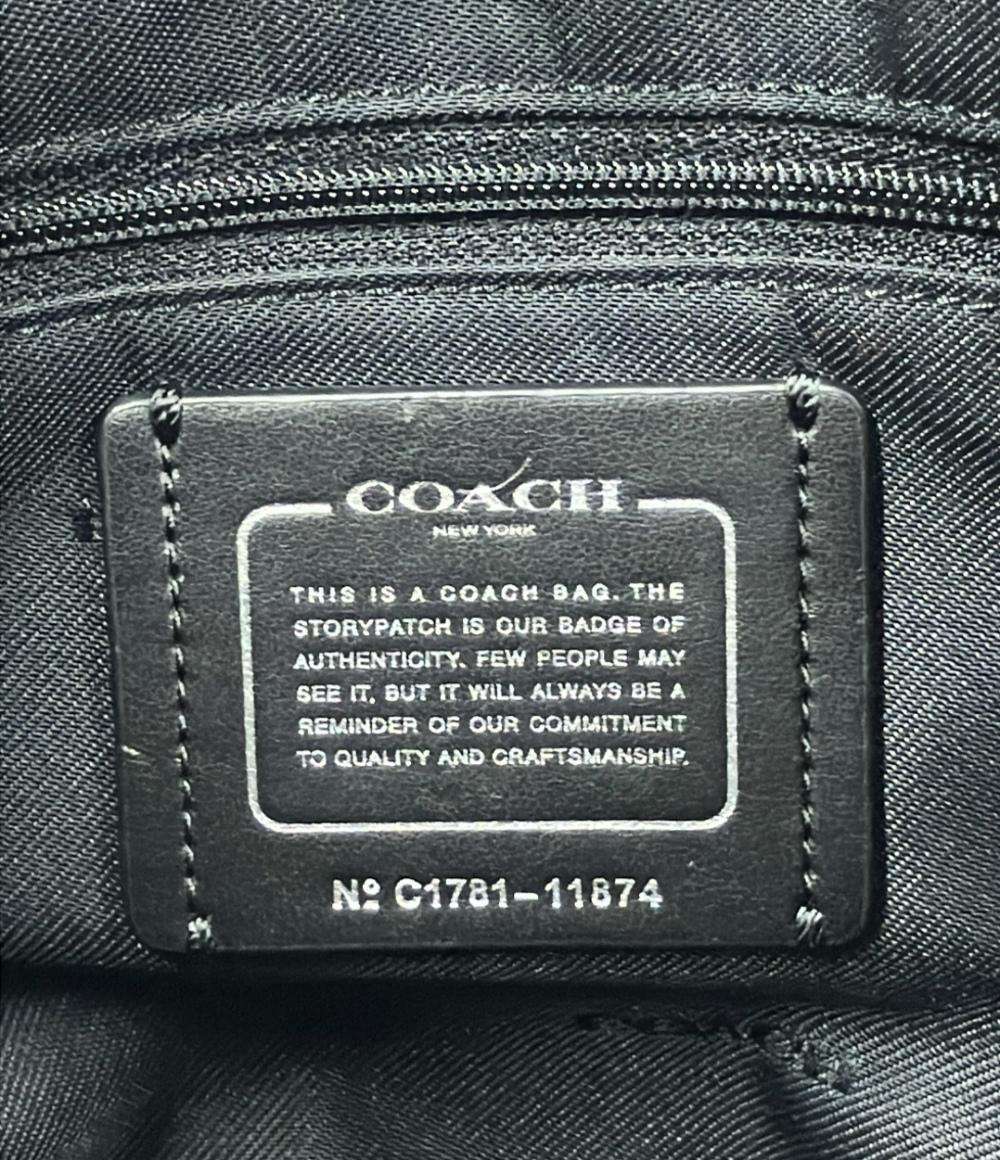 COACH
NEW YORK
THIS IS A COACH BAG. THE
STORYPATCH IS OUR BADGE OF
AUTHENTICITY. FEW PEOPLE MAY
SEE IT, BUT IT WILL ALWAYS BE A
REMINDER OF OUR COMMITMENT
TO QUALITY AND CRAFTSMANSHIP.
Nº C1781-11874